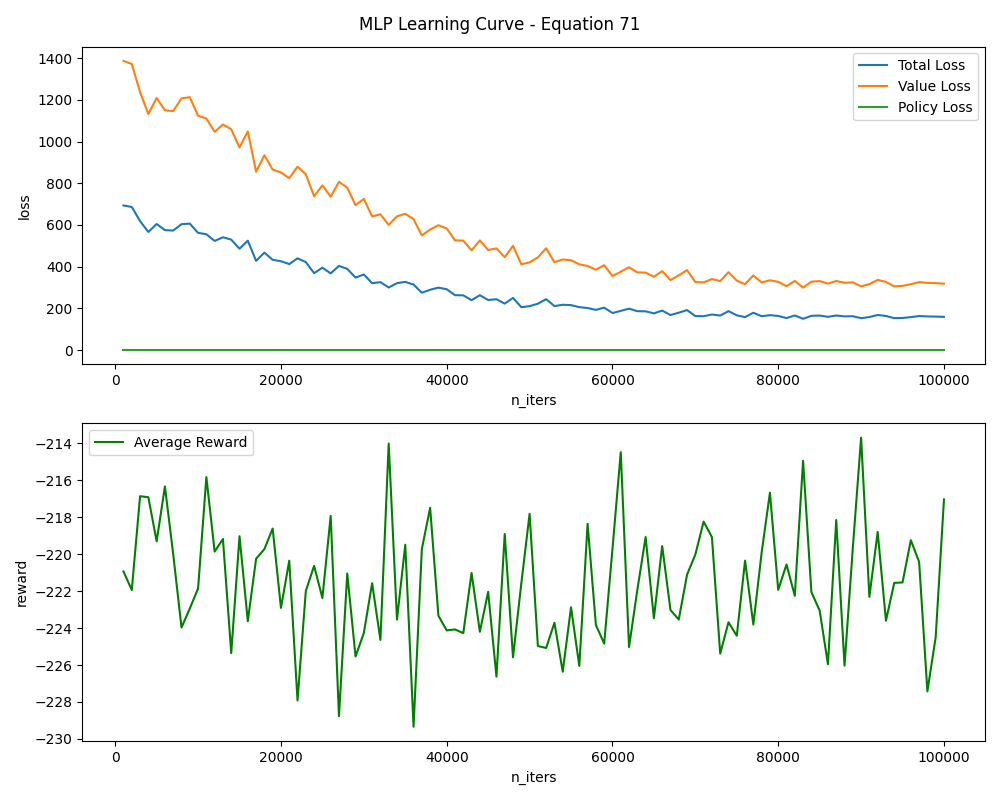 MLP Learning Curve - Equation 71
1400
1200
1000
800
600
400
200
0
loss
Total Loss
Value Loss
Policy Loss
0 20000 40000 60000 80000 100000
n_iters
−214
−216
−218
−220
−222
−224
−226
−228
−230
reward
Average Reward
0 20000 40000 60000 80000 100000
n_iters